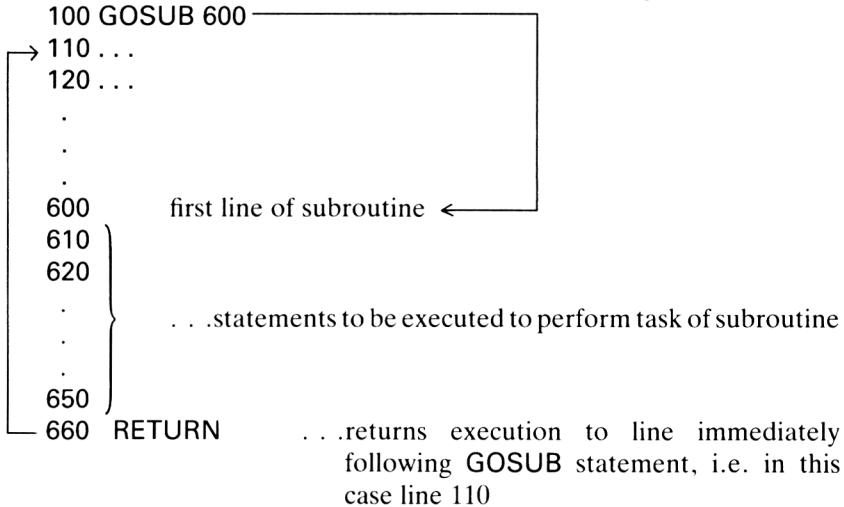 100 GOSUB 600
110 . . .
120 . . .
.
.
.
600 first line of subroutine
610
620
. . . .statements to be executed to perform task of subroutine
.
.
650
660 RETURN . . .returns execution to line immediately
following GOSUB statement, i.e. in this
case line 110